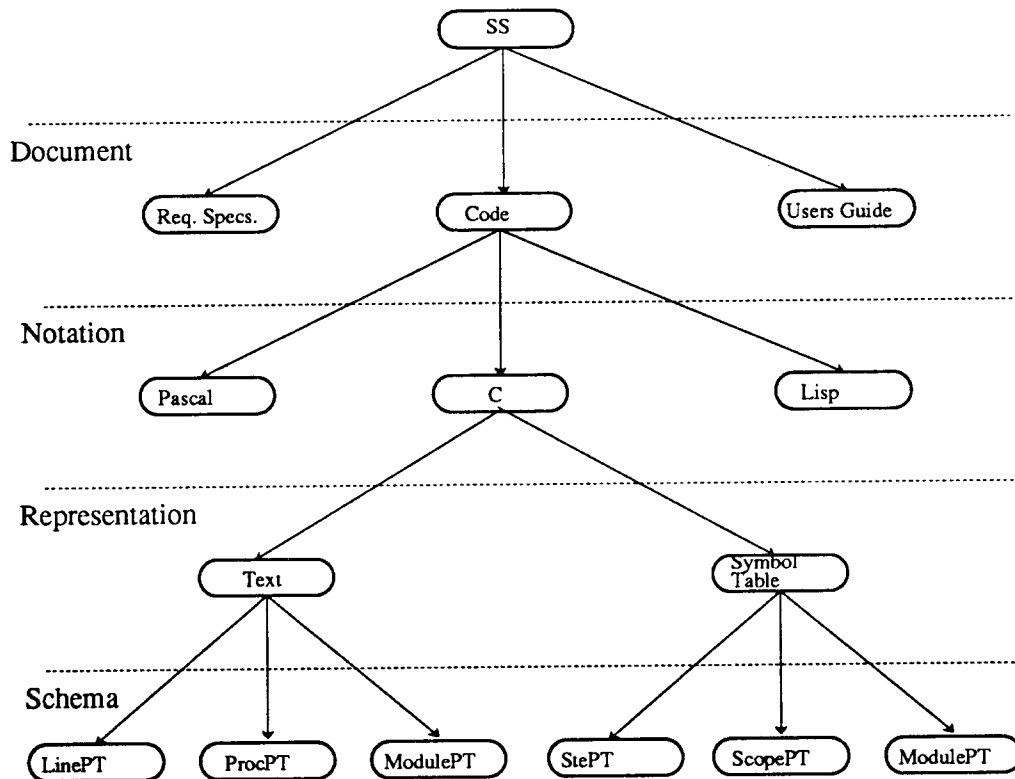 SS
Document
Req. Specs.
Code
Users Guide
Notation
Pascal
C
Lisp
Representation
Text
Symbol
Table
Schema
LinePT
ProcPT
ModulePT
StePT
ScopePT
ModulePT